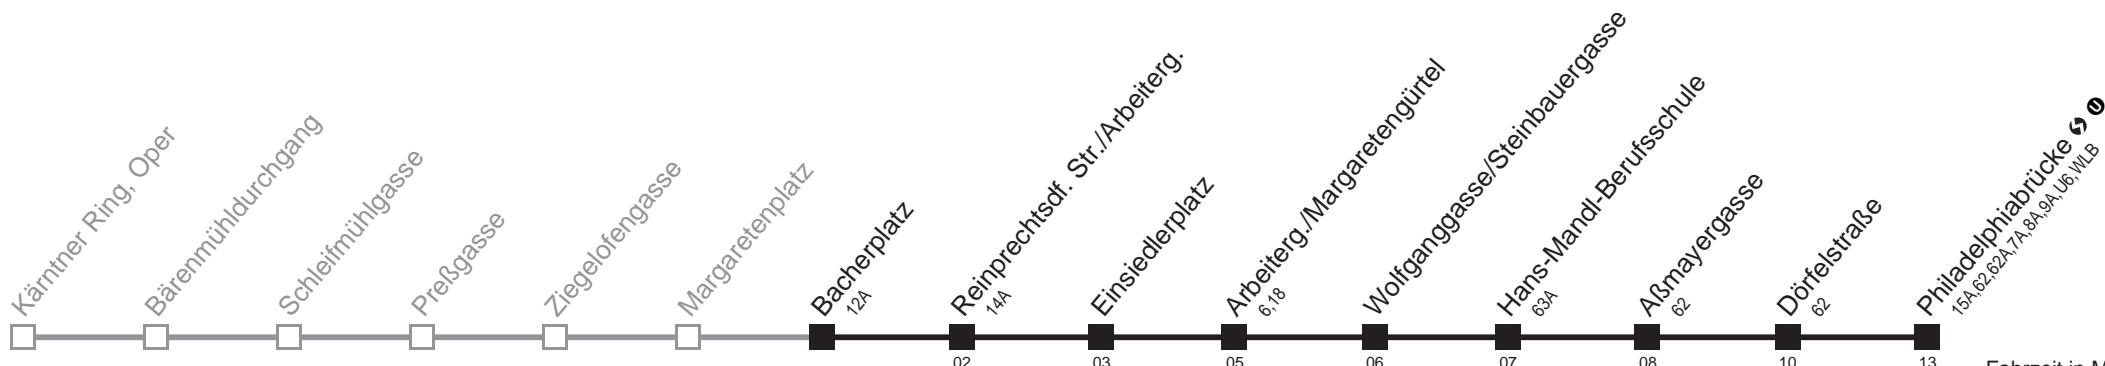 Kärntner Ring, Oper
Bärenmühldurchgang
Schleifmühlgasse
Preßgasse
Ziegelofengasse
Margaretenplatz
Bacherplatz
12A
Reinprechtsdf. Str./Arbeiterg.
14A
Einsiedlerplatz
Arbeiterg./Margaretengürtel
6,18
Wolfganggasse/Steinbauergasse
Hans-Mandl-Berufsschule
63A
Aßmayergasse
62
Dörfelstraße
62
Philadelphiabrücke S U
15A,62,62A,7A,8A,9A,U6,WLB
02 03 05 06 07 08 10 13
Fahrzeit in M